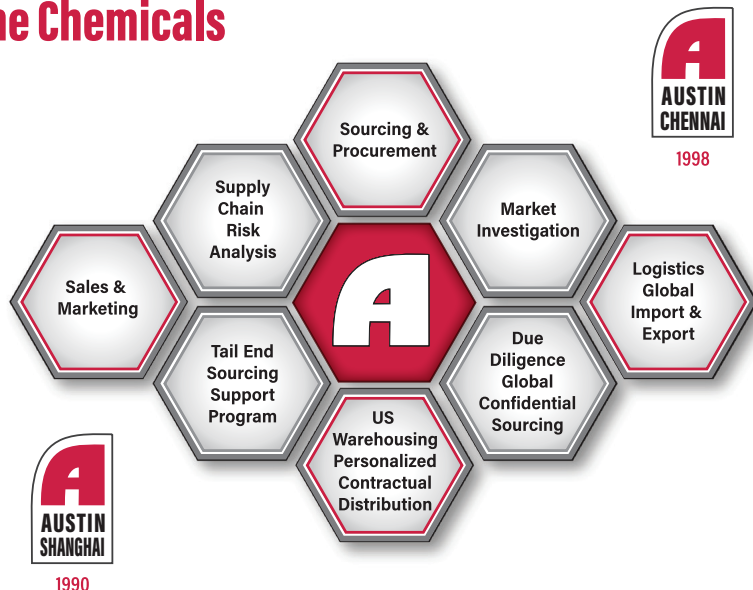 ne Chemicals
AUSTIN
CHENNAI
1998
Sourcing &
Procurement
Supply
Chain
Risk
Analysis
Market
Investigation
Sales &
Marketing
A
Logistics
Global
Import &
Export
Tail End
Sourcing
Support
Program
Due
Diligence
Global
Confidential
Sourcing
US
Warehousing
Personalized
Contractual
Distribution
AUSTIN
SHANGHAI
1990